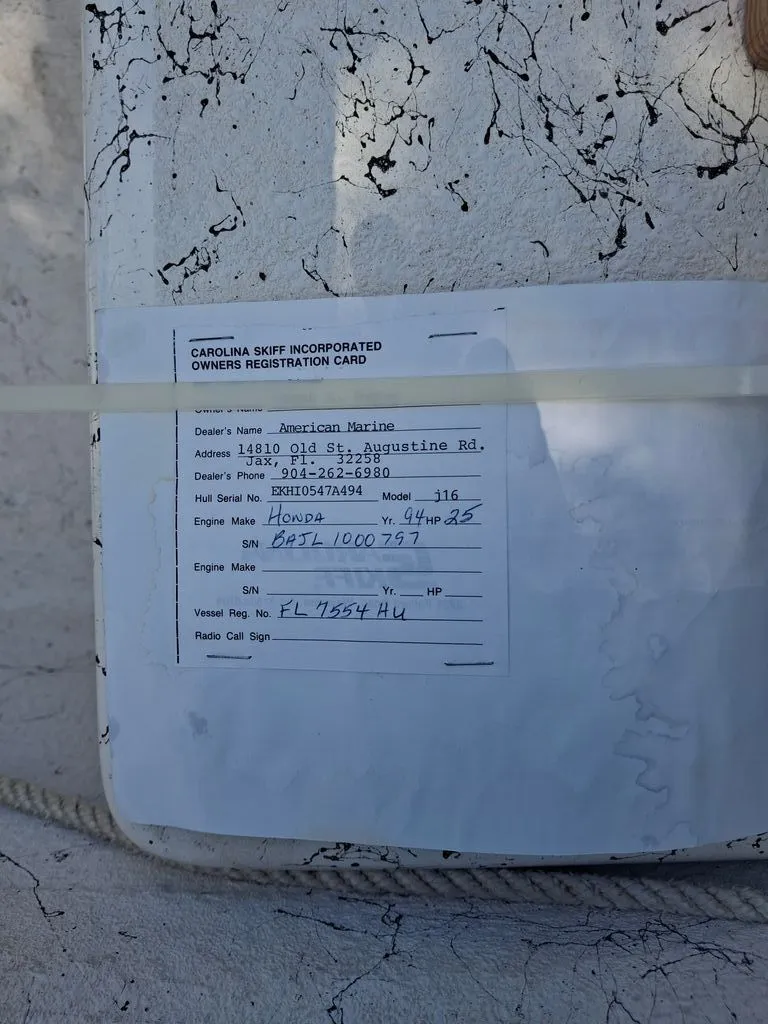 CAROLINA SKIFF INCORPORATED
OWNERS REGISTRATION CARD
Owner's Name
Dealer's Name American Marine
Address 14810 Old St. Augustine Rd.
Jax, Fl. 32258
Dealer's Phone 904-262-6980
Hull Serial No. EKHI0547A494 Model j16
Engine Make HONDA Yr. 94 HP 25
S/N BAJL 1000797
Engine Make
S/N Yr. HP
Vessel Reg. No. FL 7554 HU
Radio Call Sign